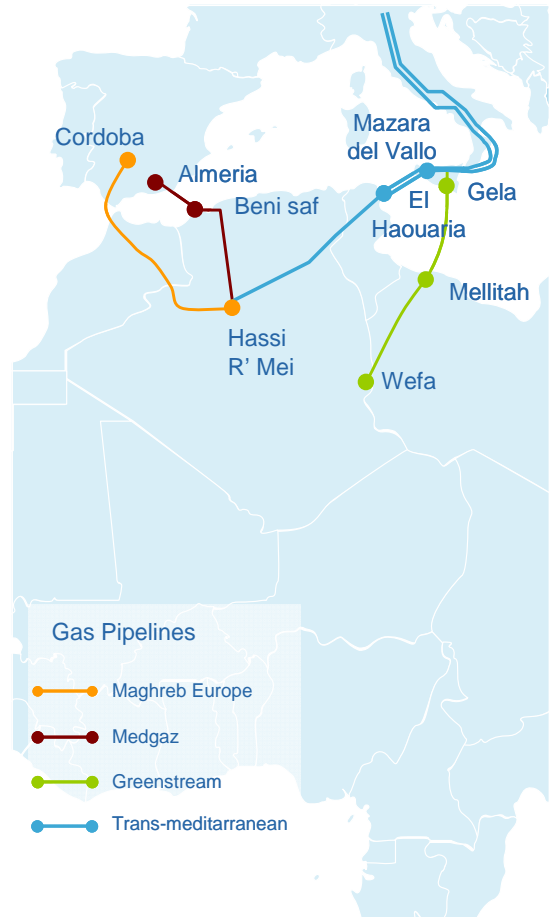 Cordoba
Almeria
Beni saf
Mazara
del Vallo
El
Haouaria
Gela
Mellitah
Hassi
R’ Mei
Wefa
Gas Pipelines
Maghreb Europe
Medgaz
Greenstream
Trans-meditarranean